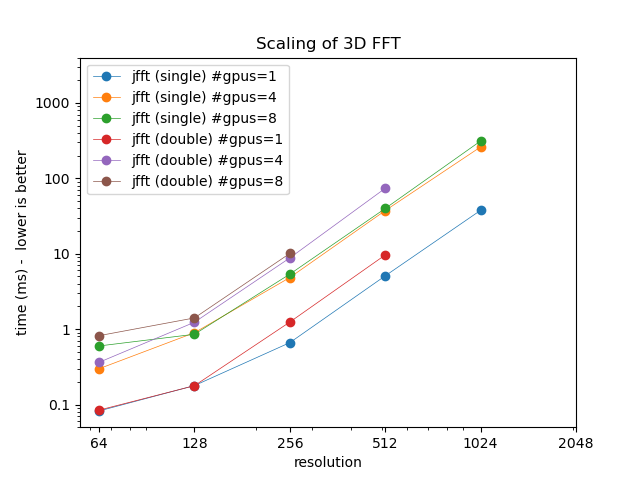 Scaling of 3D FFT
jfft (single) #gpus=1
jfft (single) #gpus=4
jfft (single) #gpus=8
jfft (double) #gpus=1
jfft (double) #gpus=4
jfft (double) #gpus=8
time (ms) -  lower is better
1000
100
10
1
0.1
64 128 256 512 1024 2048
resolution